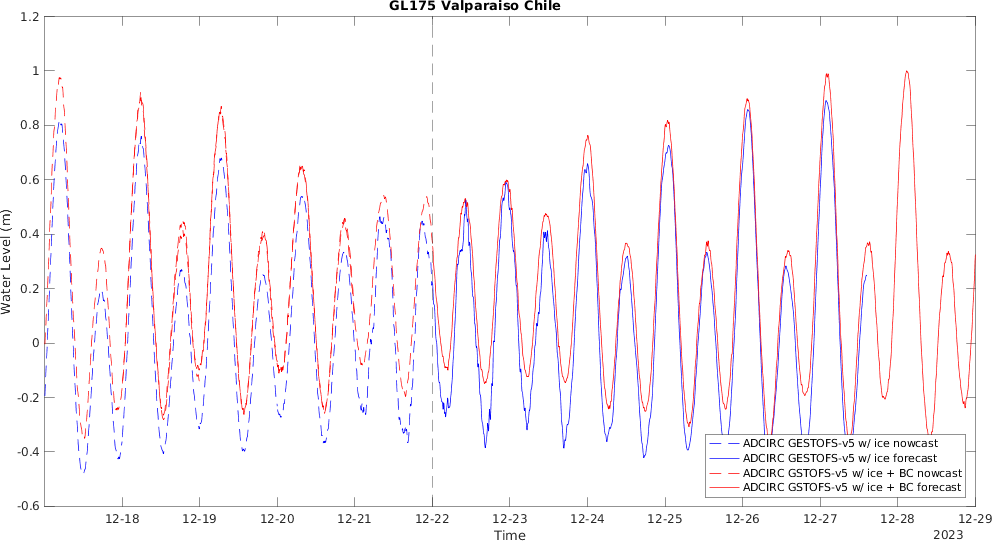 GL175 Valparaiso Chile
1.2
1
0.8
0.6
0.4
0.2
0
-0.2
-0.4
-0.6
Water Level (m)
ADCIRC GESTOFS-v5 w/ ice nowcast
ADCIRC GESTOFS-v5 w/ ice forecast
ADCIRC GSTOFS-v5 w/ ice + BC nowcast
ADCIRC GSTOFS-v5 w/ ice + BC forecast
12-18 12-19 12-20 12-21 12-22 12-23 12-24 12-25 12-26 12-27 12-28 12-29
Time
2023